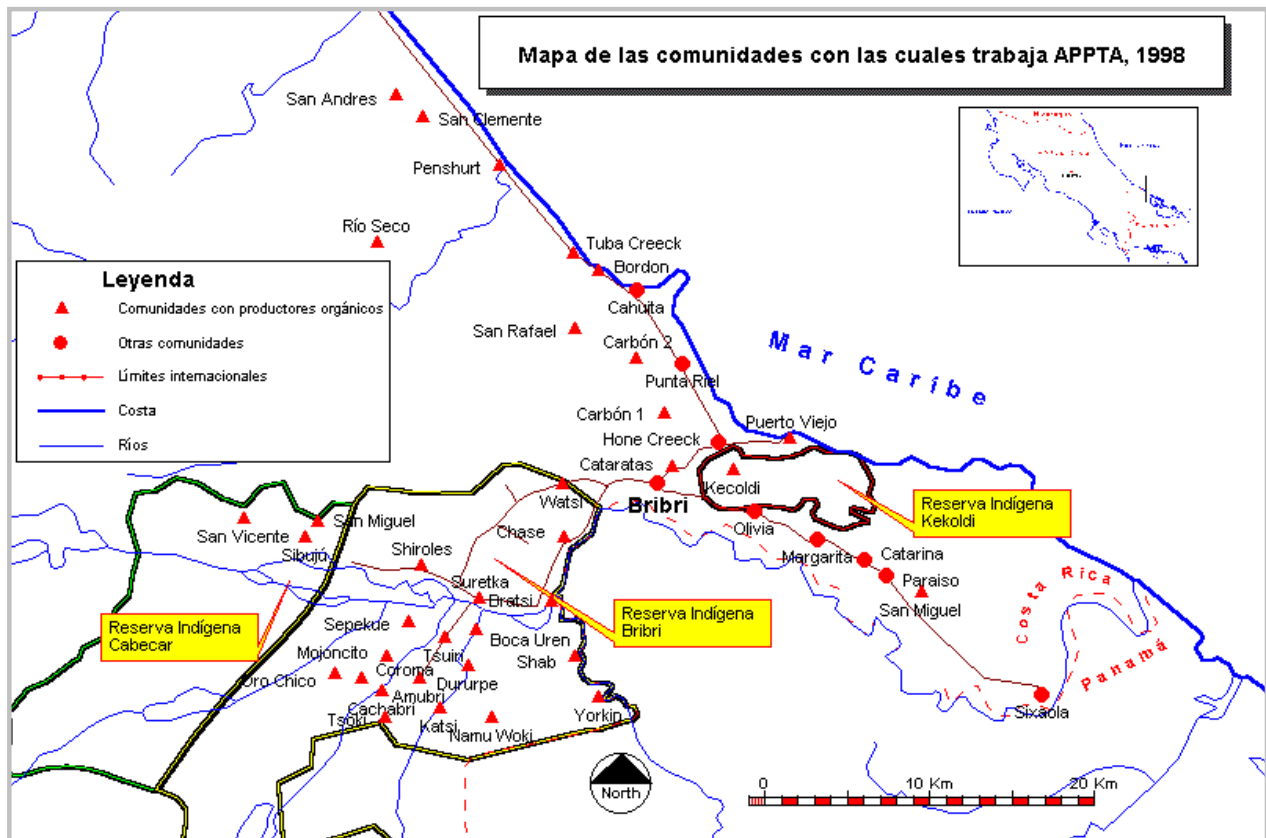 Mapa de las comunidades con las cuales trabaja APPTA, 1998
San Andres
San Clemente
Penshurt
Río Seco
Tuba Creeck
Bordon
Cahuita
San Rafael
Carbón 2
Punta Riel
Mar Caribe
Carbón 1
Puerto Viejo
Hone Creeck
Cataratas
Kecoldi
Leyenda
Comunidades con productores orgánicos
Otras comunidades
Límites internacionales
Costa
Ríos
Watsi
Bribri
Reserva Indígena
Kekoldi
San Miguel
San Vicente
Sibujú
Chase
Olivia
Shiroles
Margarita
Catarina
Suretka
Bratsi
Paraiso
San Miguel
Costa Rica
Panamá
Reserva Indígena
Cabecar
Reserva Indígena
Bribri
Sepekue
Boca Uren
Mojoncito
Tsuiri
Shab
Oro Chico
Coroma
Dururpe
Amubri
Cachabri
Tsoki
Katsi
Yorkin
Namu Woki
Sixaola
North
0
10 Km
20 Km